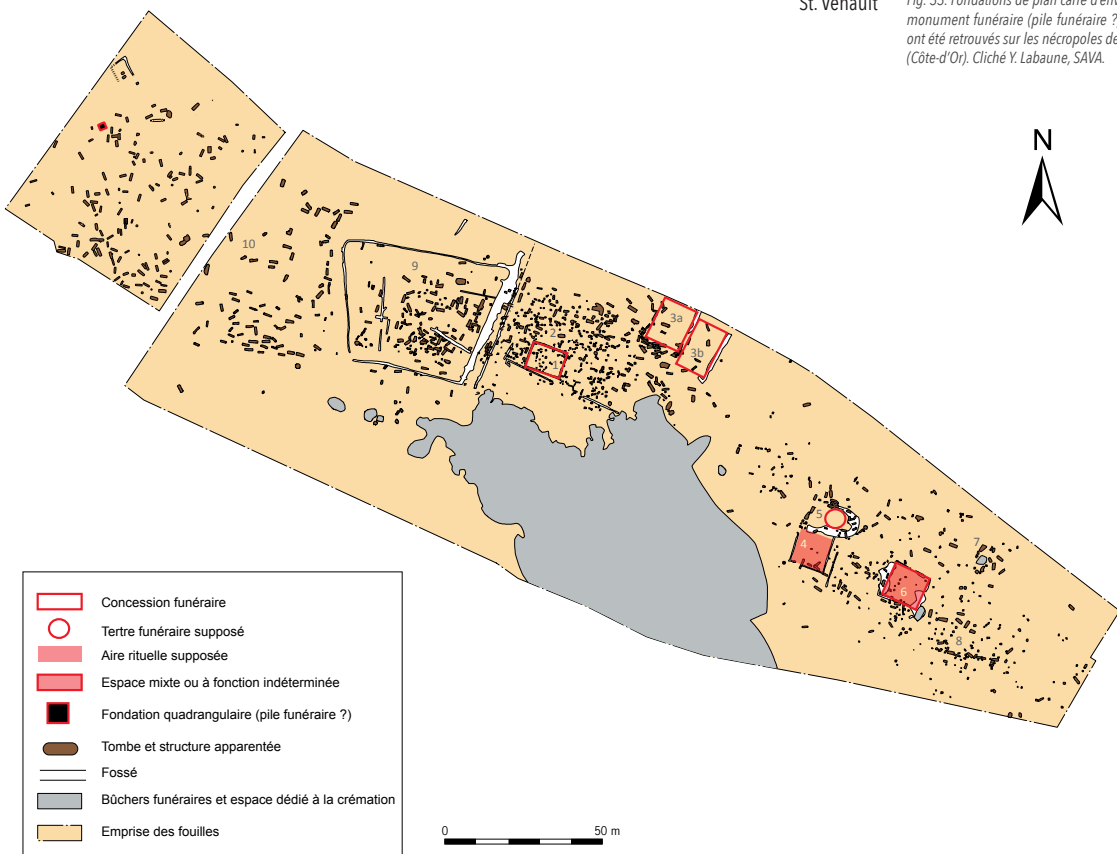 St. Venault
Fig. 53. Fondations de plan carré d'env
monument funéraire (pile funéraire ?
ont été retrouvés sur les nécropoles de
(Côte-d'Or). Cliché Y. Labaune, SAVA.
N
10
9
2
1
3a
3b
5
4
7
6
8
Concession funéraire
Tertre funéraire supposé
Aire rituelle supposée
Espace mixte ou à fonction indéterminée
Fondation quadrangulaire (pile funéraire ?)
Tombe et structure apparentée
Fossé
Bûchers funéraires et espace dédié à la crémation
Emprise des fouilles
0 50 m